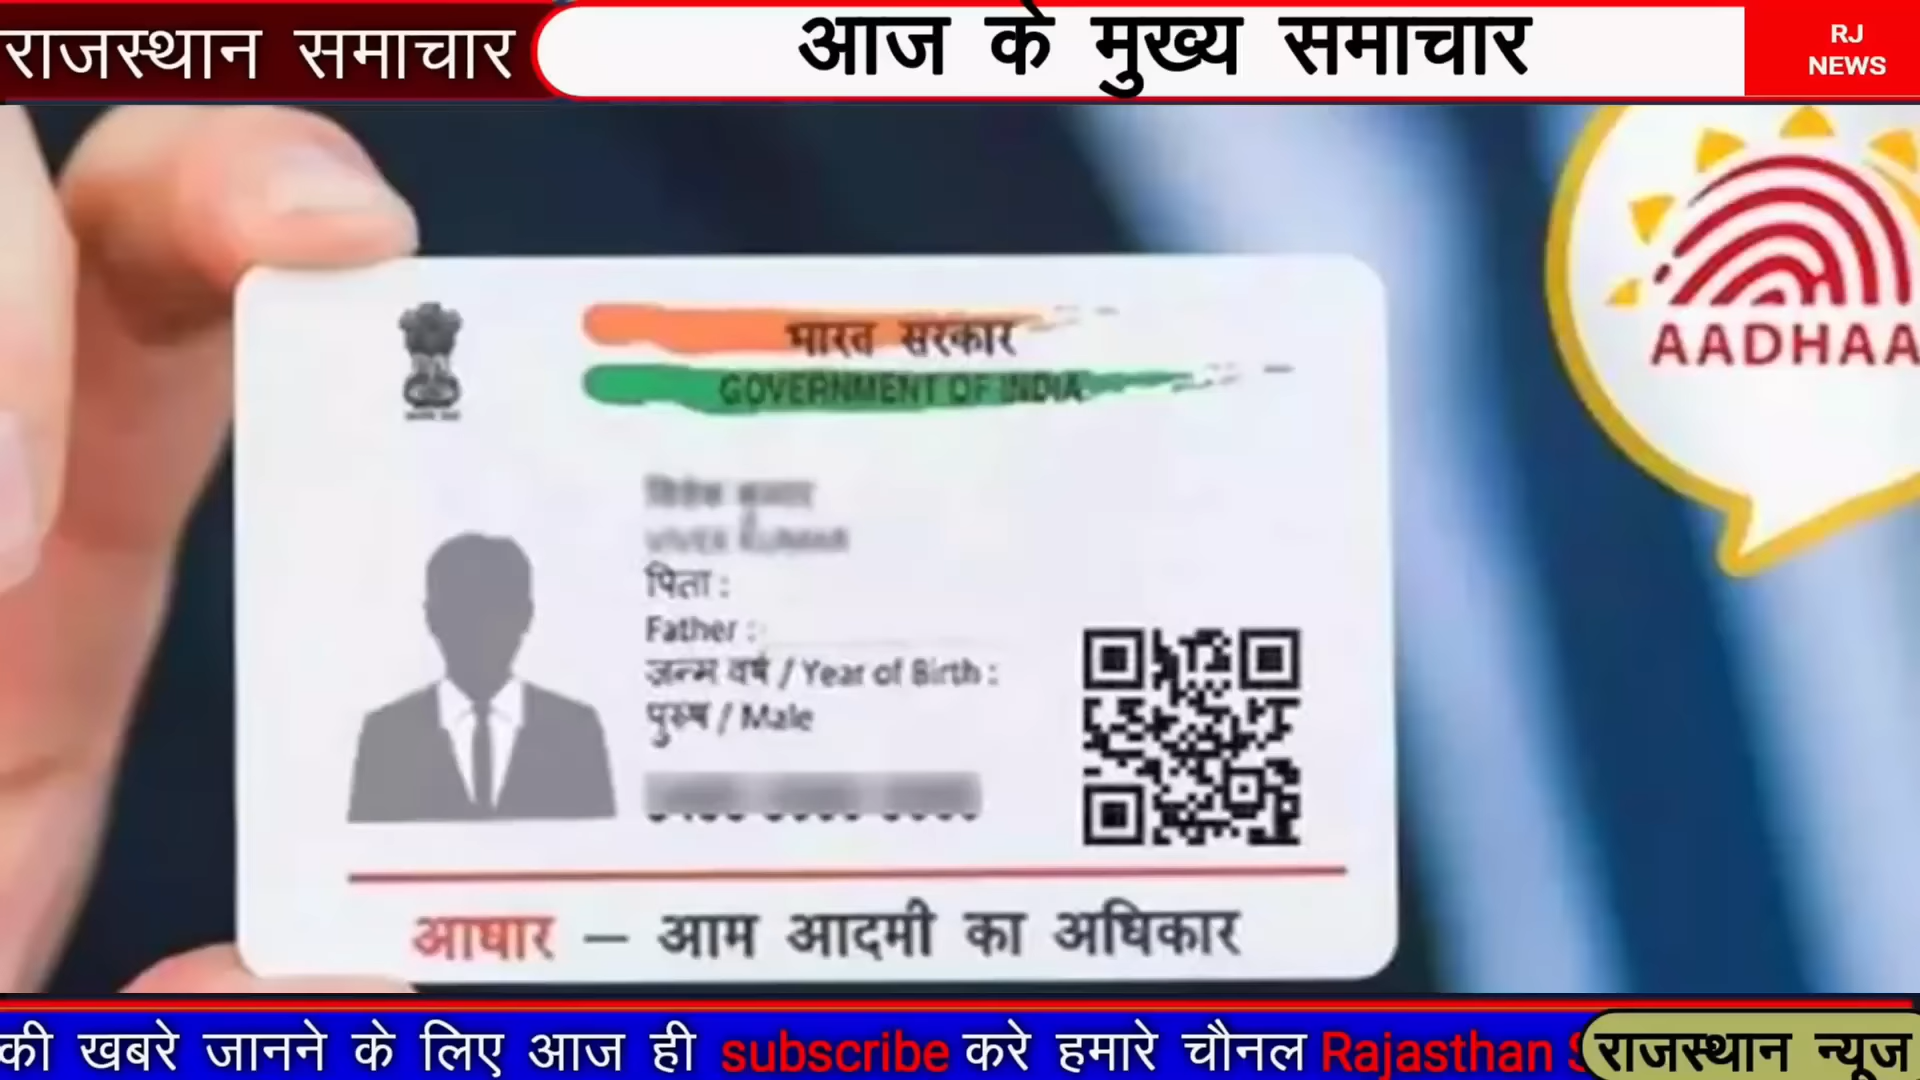 राजस्थान समाचार
आज के मुख्य समाचार
RJ
NEWS
AADHAA
भारत सरकार
GOVERNMENT OF INDIA
पिता :
Father :
जन्म वर्ष / Year of Birth :
पुरुष / Male
आधार – आम आदमी का अधिकार
की खबरे जानने के लिए आज ही subscribe करे हमारे चौनल Rajasthan
राजस्थान न्यूज